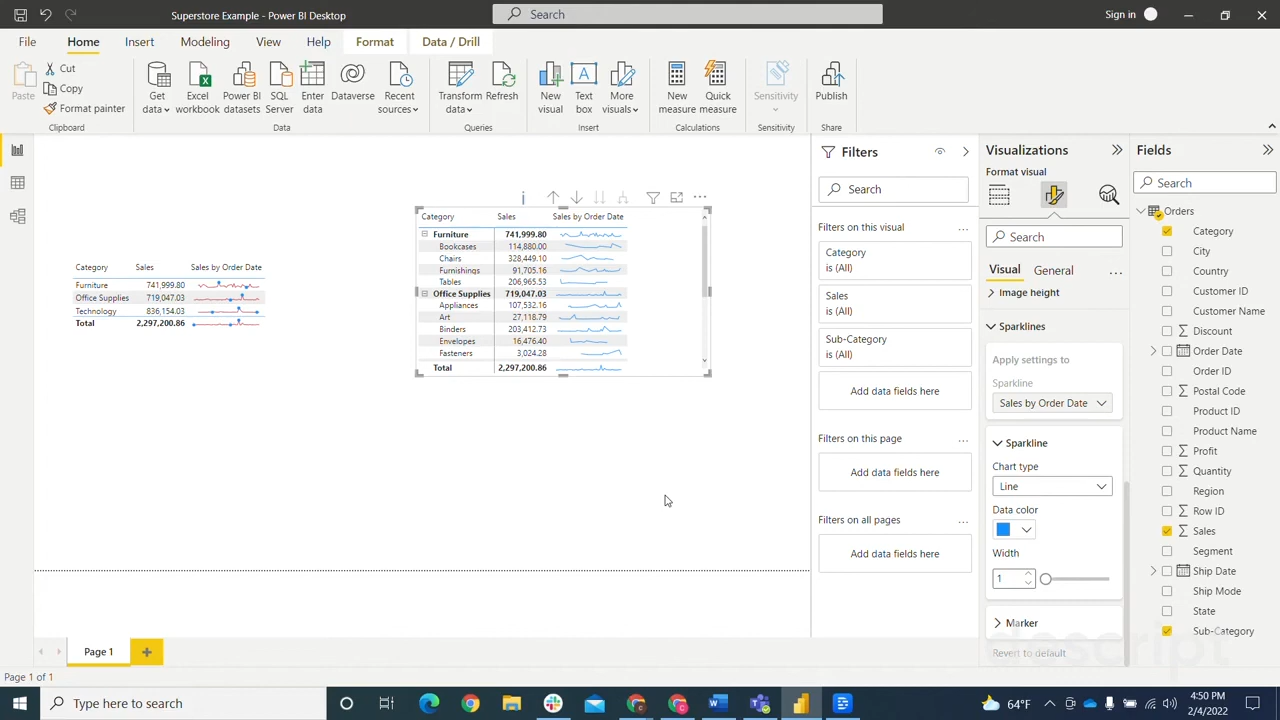 Superstore Example - Power BI Desktop
Search
Sign in
File
Home
Insert
Modeling
View
Help
Format
Data / Drill
Paste
Cut
Copy
Format painter
Clipboard
Get data
Excel workbook
Power BI datasets
SQL Server
Enter data
Dataverse
Recent sources
Data
Transform data
Refresh
Queries
New visual
Text box
More visuals
Insert
New measure
Quick measure
Calculations
Sensitivity
Sensitivity
Publish
Share
Category Sales Sales by Order Date
Furniture 741,999.80
Office Supplies 719,047.03
Technology 836,154.03
Total 2,297,200.86
Category Sales Sales by Order Date
Furniture 741,999.80
Bookcases 114,880.00
Chairs 328,449.10
Furnishings 91,705.16
Tables 206,965.53
Office Supplies 719,047.03
Appliances 107,532.16
Art 27,118.79
Binders 203,412.73
Envelopes 16,476.40
Fasteners 3,024.28
Total 2,297,200.86
Filters
Search
Filters on this visual
...
Category
is (All)
Sales
is (All)
Sub-Category
is (All)
Add data fields here
Filters on this page
...
Add data fields here
Filters on all pages
...
Add data fields here
Visualizations
Format visual
Search
Visual
General
...
Image height
Sparklines
Apply settings to
Sparkline
Sales by Order Date
Sparkline
Chart type
Line
Data color
Width
1
Marker
Revert to default
descript
Fields
Search
Orders
Category
City
Country
Customer ID
Customer Name
Discount
Order Date
Order ID
Postal Code
Product ID
Product Name
Profit
Quantity
Region
Row ID
Sales
Segment
Ship Date
Ship Mode
State
Sub-Category
Page 1
Page 1 of 1
Type here to search
64°F
4:50 PM
2/4/2022